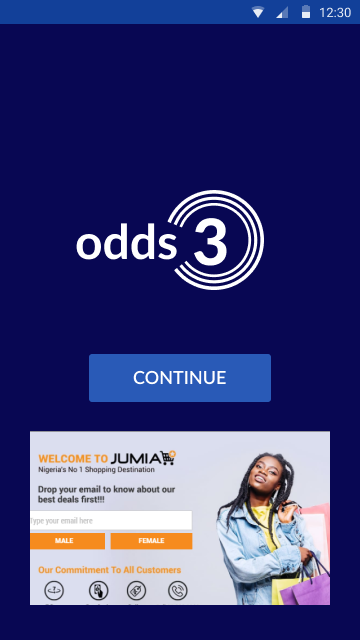 12:30
odds 3
CONTINUE
WELCOME TO JUMIA
Nigeria's No 1 Shopping Destination
Drop your email to know about our
best deals first!!!
Type your email here
MALE FEMALE
Our Commitment To All Customers